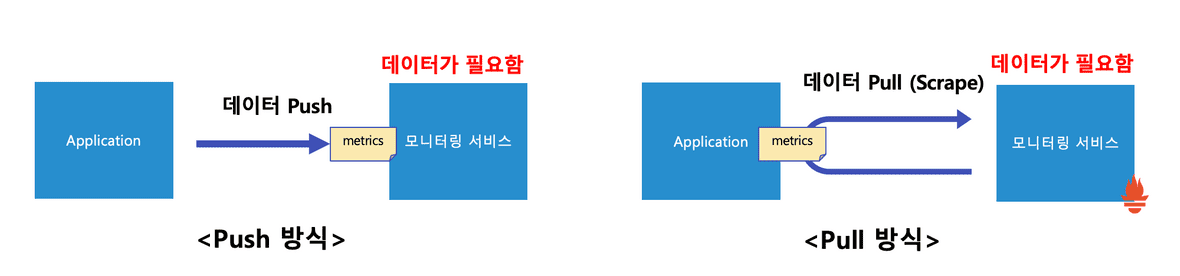 데이터가 필요함
데이터 Push
Application
metrics
모니터링 서비스
<Push 방식>
데이터가 필요함
데이터 Pull (Scrape)
Application
metrics
모니터링 서비스
<Pull 방식>